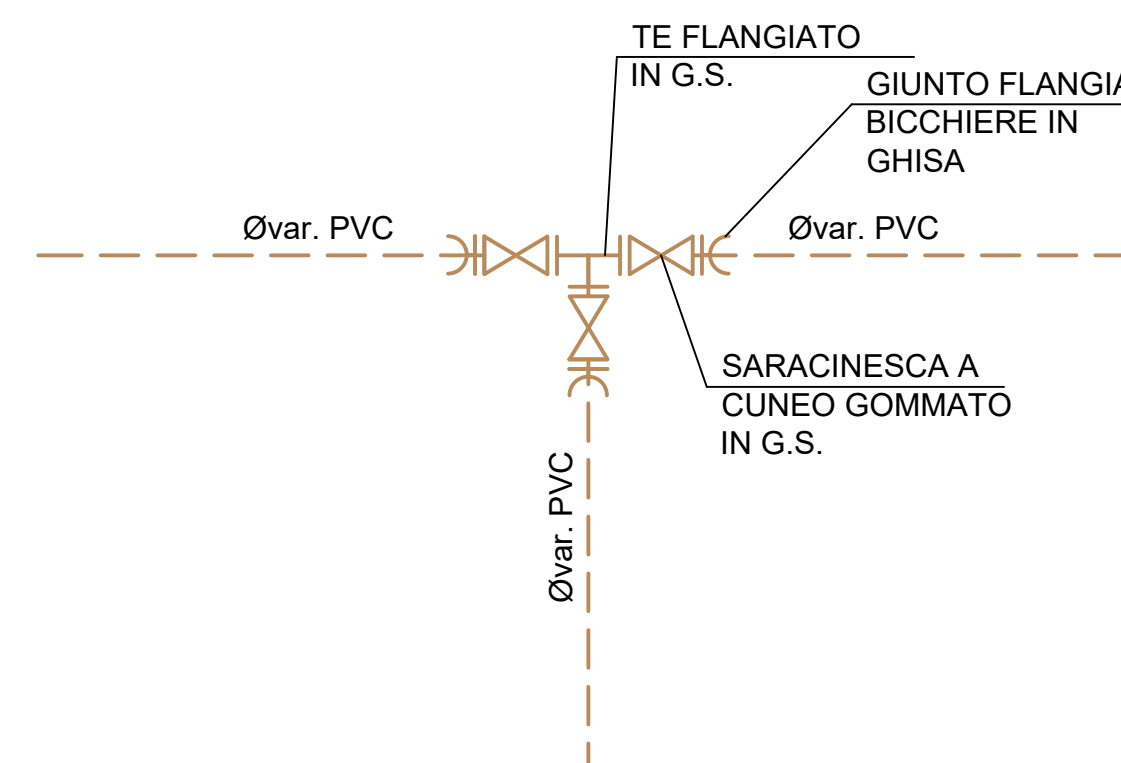 TE FLANGIATO
IN G.S.
GIUNTO FLANGIA
BICCHIERE IN
GHISA
Øvar. PVC
Øvar. PVC
SARACINESCA A
CUNEO GOMMATO
IN G.S.
Øvar. PVC